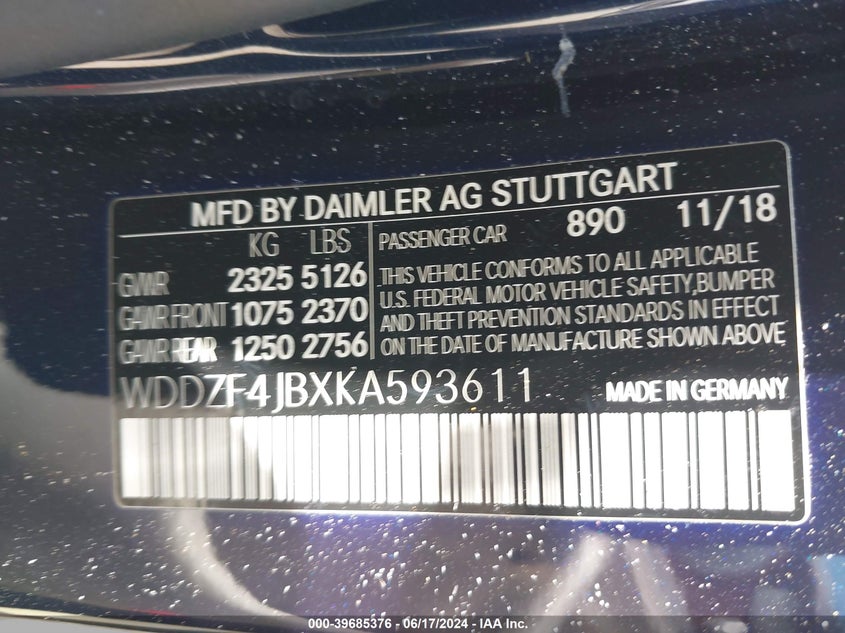 MFD BY DAIMLER AG STUTTGART
KG LBS
GVWR 2325 5126
GAWR FRONT 1075 2370
GAWR REAR 1250 2756
PASSENGER CAR 890 11/18
THIS VEHICLE CONFORMS TO ALL APPLICABLE
U.S. FEDERAL MOTOR VEHICLE SAFETY,BUMPER
AND THEFT PREVENTION STANDARDS IN EFFECT
ON THE DATE OF MANUFACTURE SHOWN ABOVE
WDDZF4JBXKA593611 MADE IN GERMANY
000-39685376 - 06/17/2024 - IAA Inc.